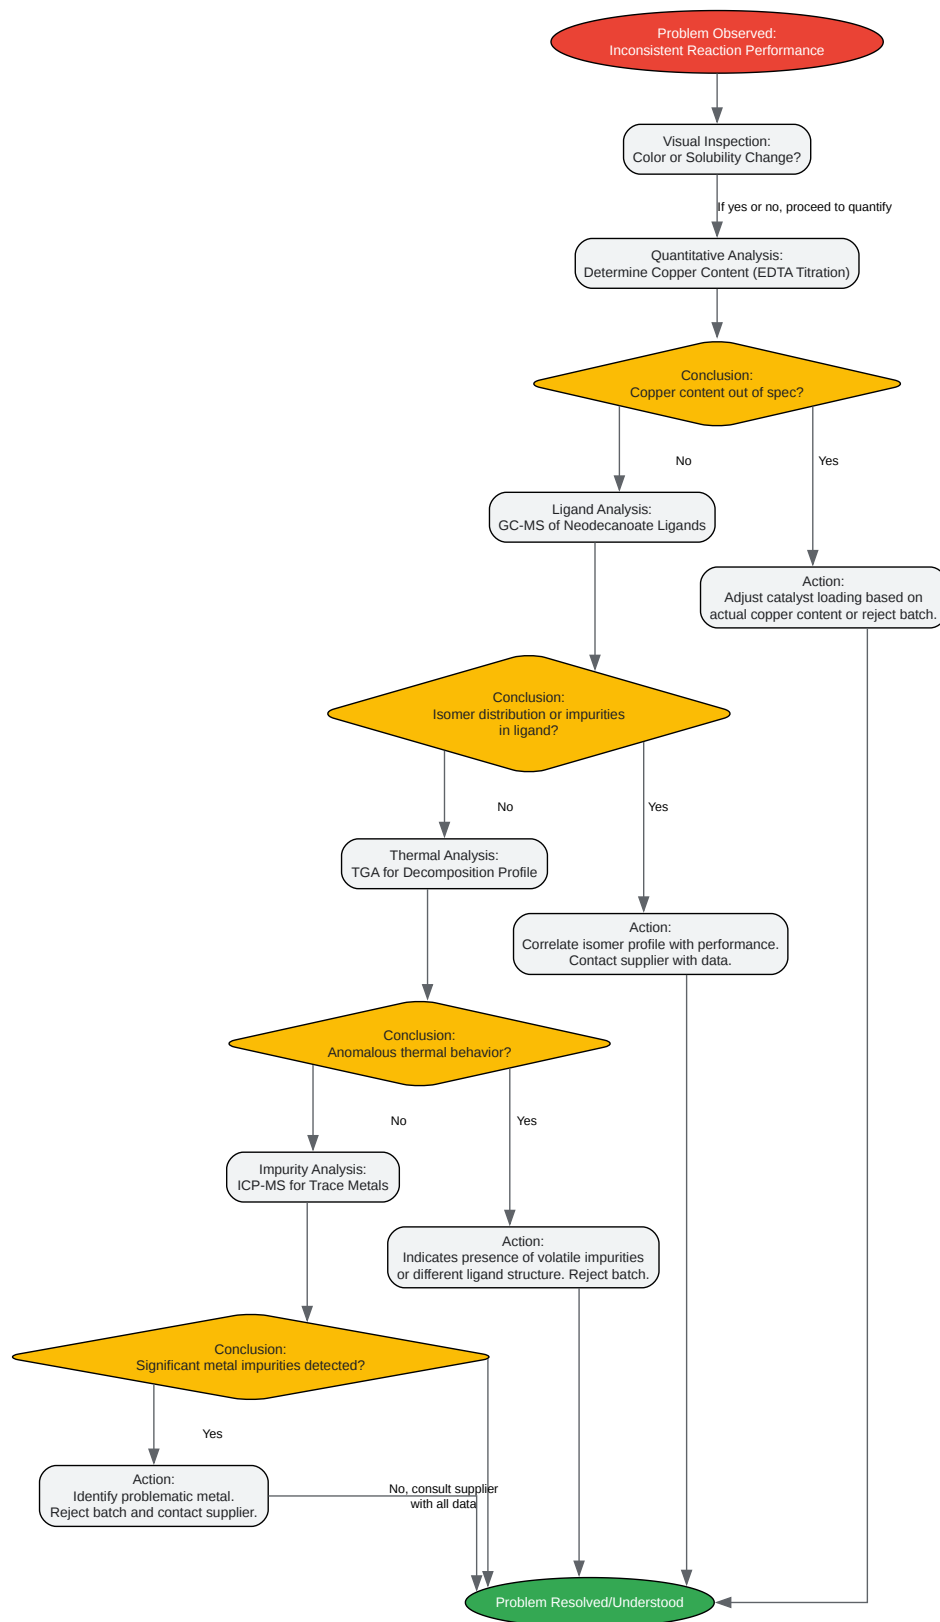 Problem Observed:
Inconsistent Reaction Performance
Visual Inspection:
Color or Solubility Change?
If yes or no, proceed to quantify
Quantitative Analysis:
Determine Copper Content (EDTA Titration)
Conclusion:
Copper content out of spec?
No
Yes
Ligand Analysis:
GC-MS of Neodecanoate Ligands
Action:
Adjust catalyst loading based on
actual copper content or reject batch.
Conclusion:
Isomer distribution or impurities
in ligand?
No
Yes
Thermal Analysis:
TGA for Decomposition Profile
Action:
Correlate isomer profile with performance.
Contact supplier with data.
Conclusion:
Anomalous thermal behavior?
No
Yes
Impurity Analysis:
ICP-MS for Trace Metals
Action:
Indicates presence of volatile impurities
or different ligand structure. Reject batch.
Conclusion:
Significant metal impurities detected?
Yes
Action:
Identify problematic metal.
Reject batch and contact supplier.
No, consult supplier
with all data
Problem Resolved/Understood